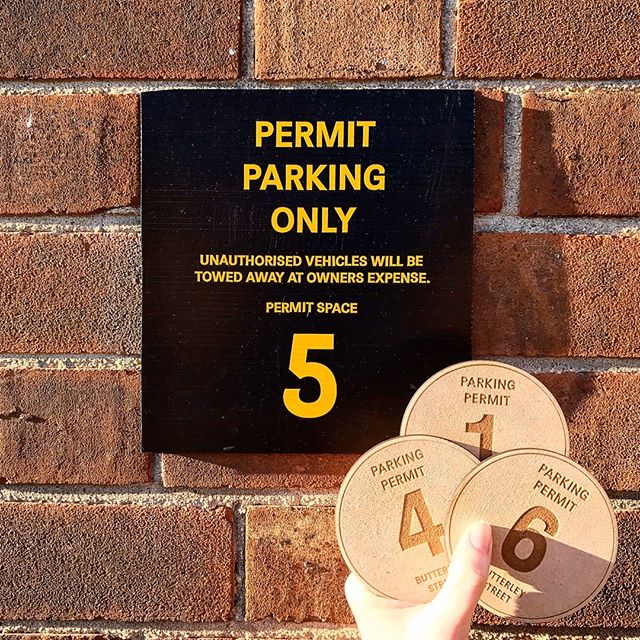 PERMIT
PARKING
ONLY
UNAUTHORISED VEHICLES WILL BE
TOWED AWAY AT OWNERS EXPENSE.
PERMIT SPACE
5
PARKING
PERMIT
1
PARKING
PERMIT
4
PARKING
PERMIT
6